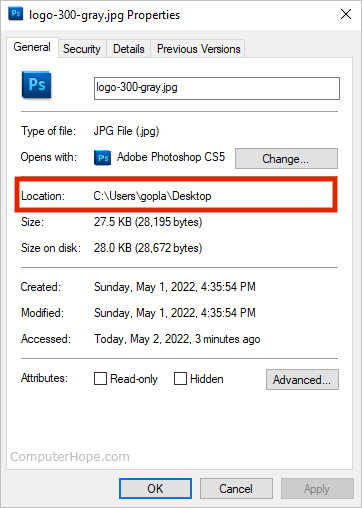 Ps logo-300-gray.jpg Properties
General Security Details Previous Versions
Ps logo-300-gray.jpg
Type of file: JPG File (.jpg)
Opens with: Ps Adobe Photoshop CS5 Change...
Location: C:\Users\gopla\Desktop
Size: 27.5 KB (28,195 bytes)
Size on disk: 28.0 KB (28,672 bytes)
Created: Sunday, May 1, 2022, 4:35:54 PM
Modified: Sunday, May 1, 2022, 4:35:54 PM
Accessed: Today, May 2, 2022, 3 minutes ago
Attributes: Read-only Hidden Advanced...
ComputerHope.com
OK Cancel Apply